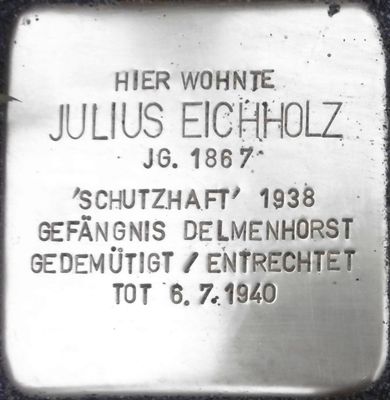 HIER WOHNTE
JULIUS EICHHOLZ
JG. 1867
'SCHUTZHAFT' 1938
GEFÄNGNIS DELMENHORST
GEDEMÜTIGT / ENTRECHTET
TOT 6.7.1940